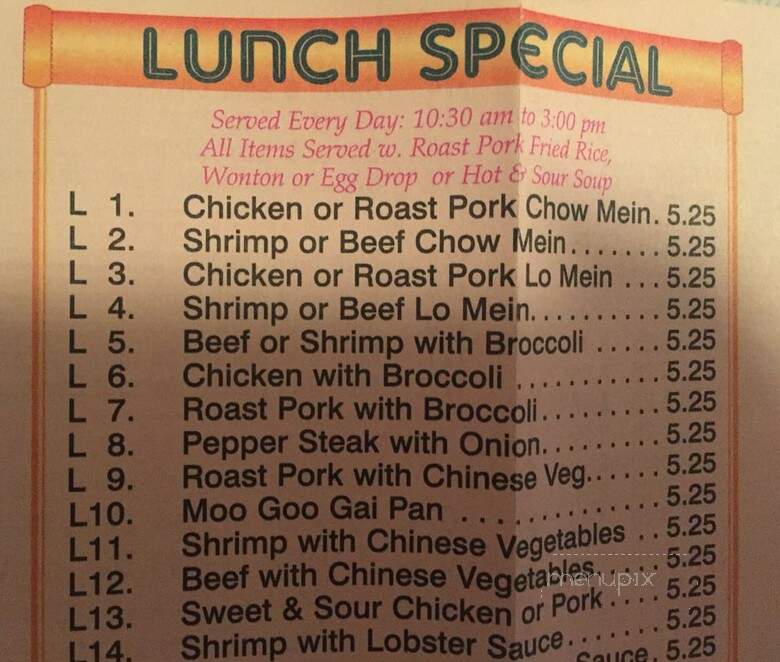 LUNCH SPECIAL
Served Every Day: 10:30 am to 3:00 pm
All Items Served w. Roast Pork Fried Rice,
Wonton or Egg Drop or Hot & Sour Soup
L 1. Chicken or Roast Pork Chow Mein. 5.25
L 2. Shrimp or Beef Chow Mein....... 5.25
L 3. Chicken or Roast Pork Lo Mein ... 5.25
L 4. Shrimp or Beef Lo Mein.......... 5.25
L 5. Beef or Shrimp with Broccoli ..... 5.25
L 6. Chicken with Broccoli ........... 5.25
L 7. Roast Pork with Broccoli......... 5.25
L 8. Pepper Steak with Onion......... 5.25
L 9. Roast Pork with Chinese Veg...... 5.25
L10. Moo Goo Gai Pan ............... 5.25
L11. Shrimp with Chinese Vegetables .. 5.25
L12. Beef with Chinese Vegetables..... 5.25
menupix
L13. Sweet & Sour Chicken or Pork .... 5.25
L14. Shrimp with Lobster Sauce....... 5.25
Sauce. 5.25